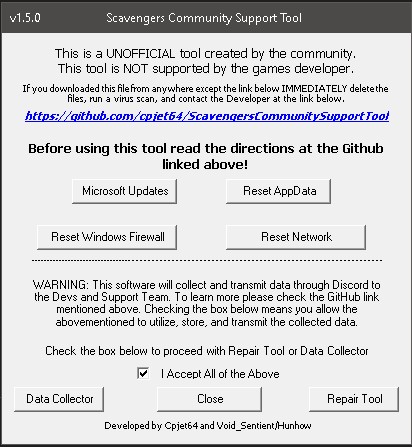 v1.5.0 Scavengers Community Support Tool
This is a UNOFFICIAL tool created by the community.
This tool is NOT supported by the games developer.
If you downloaded this file from anywhere except the link below IMMEDIATELY delete the
files, run a virus scan, and contact the Developer at the link below.
https://github.com/cpjet64/ScavengersCommunitySupportTool
Before using this tool read the directions at the Github
linked above!
Microsoft Updates Reset AppData
Reset Windows Firewall Reset Network
WARNING: This software will collect and transmit data through Discord to
the Devs and Support Team. To learn more please check the GitHub link
mentioned above. Checking the box below means you allow the
abovementioned to utilize, store, and transmit the collected data.
Check the box below to proceed with Repair Tool or Data Collector
I Accept All of the Above
Data Collector Close Repair Tool
Developed by Cpjet64 and Void_Sentient/Hunhow